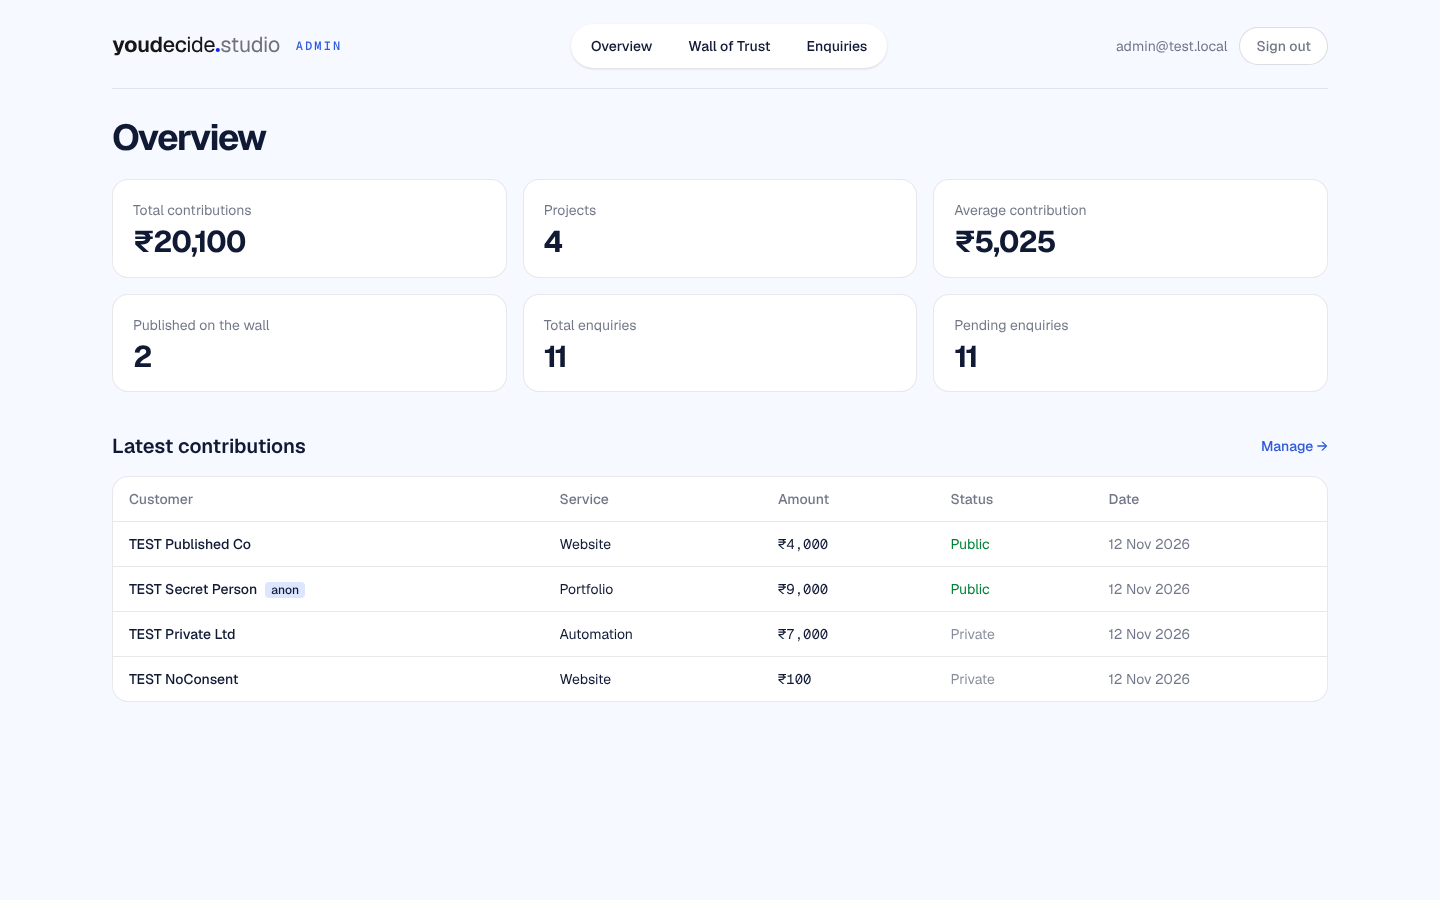 youdecide.studio ADMIN
Overview Wall of Trust Enquiries
admin@test.local Sign out
Overview
Total contributions
₹20,100
Projects
4
Average contribution
₹5,025
Published on the wall
2
Total enquiries
11
Pending enquiries
11
Latest contributions
Manage →
Customer Service Amount Status Date
TEST Published Co Website ₹4,000 Public 12 Nov 2026
TEST Secret Person anon Portfolio ₹9,000 Public 12 Nov 2026
TEST Private Ltd Automation ₹7,000 Private 12 Nov 2026
TEST NoConsent Website ₹100 Private 12 Nov 2026